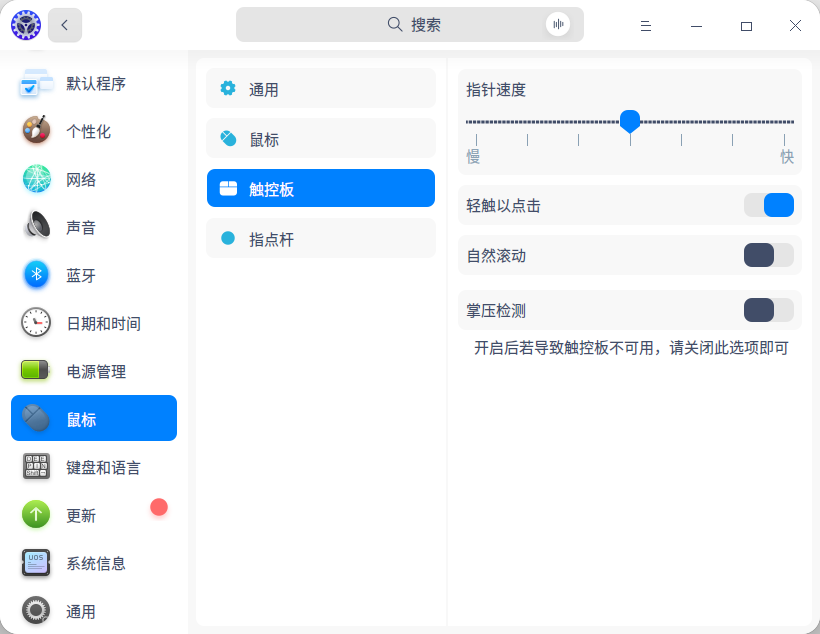 搜索
默认程序
个性化
网络
声音
蓝牙
日期和时间
电源管理
鼠标
键盘和语言
更新
UOS
系统信息
通用
通用
鼠标
触控板
指点杆
指针速度
慢 快
轻触以点击
自然滚动
掌压检测
开启后若导致触控板不可用，请关闭此选项即可